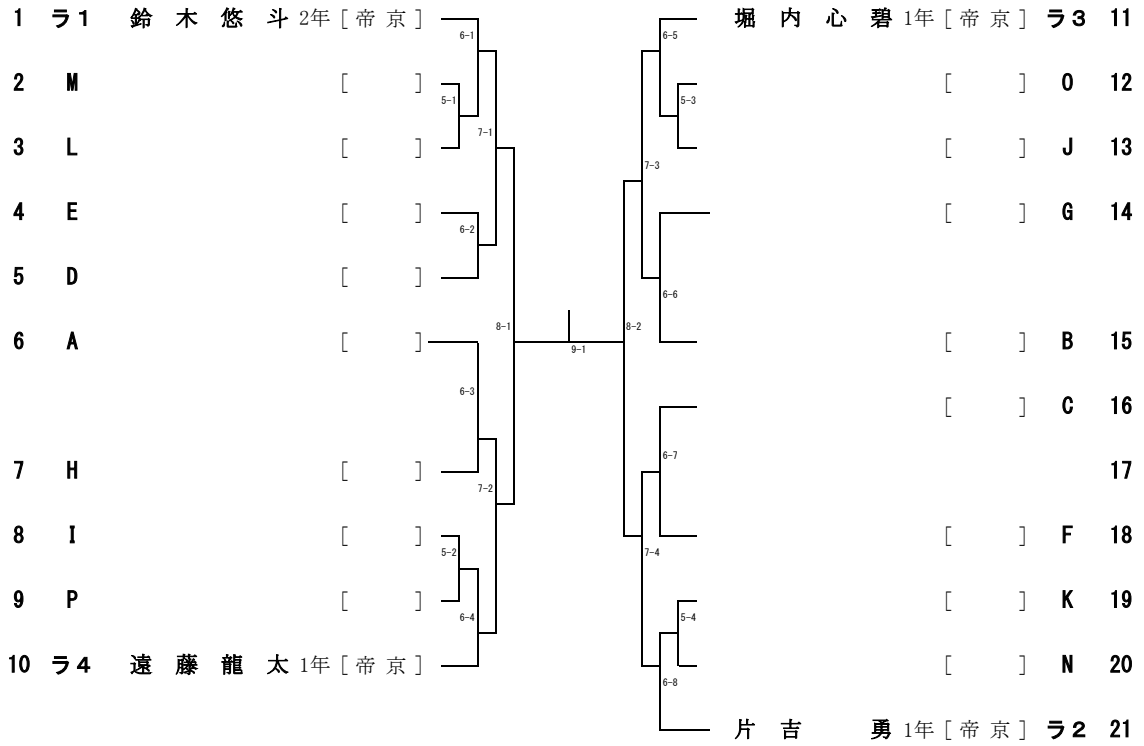 1 ラ1 鈴木悠斗 2年 [帝京]
6-1
2 M [ ]
5-1
3 L [ ]
7-1
4 E [ ]
6-2
5 D [ ]
8-1
6 A [ ]
6-3
7 H [ ]
7-2
8 I [ ]
5-2
9 P [ ]
6-4
10 ラ4 遠藤龍太 1年 [帝京]
9-1
堀内心碧 1年 [帝京] ラ3 11
6-5
[ ] O 12
5-3
[ ] J 13
7-3
[ ] G 14
6-6
8-2
[ ] B 15
[ ] C 16
6-7
17
[ ] F 18
7-4
[ ] K 19
5-4
[ ] N 20
6-8
片吉 勇 1年 [帝京] ラ2 21